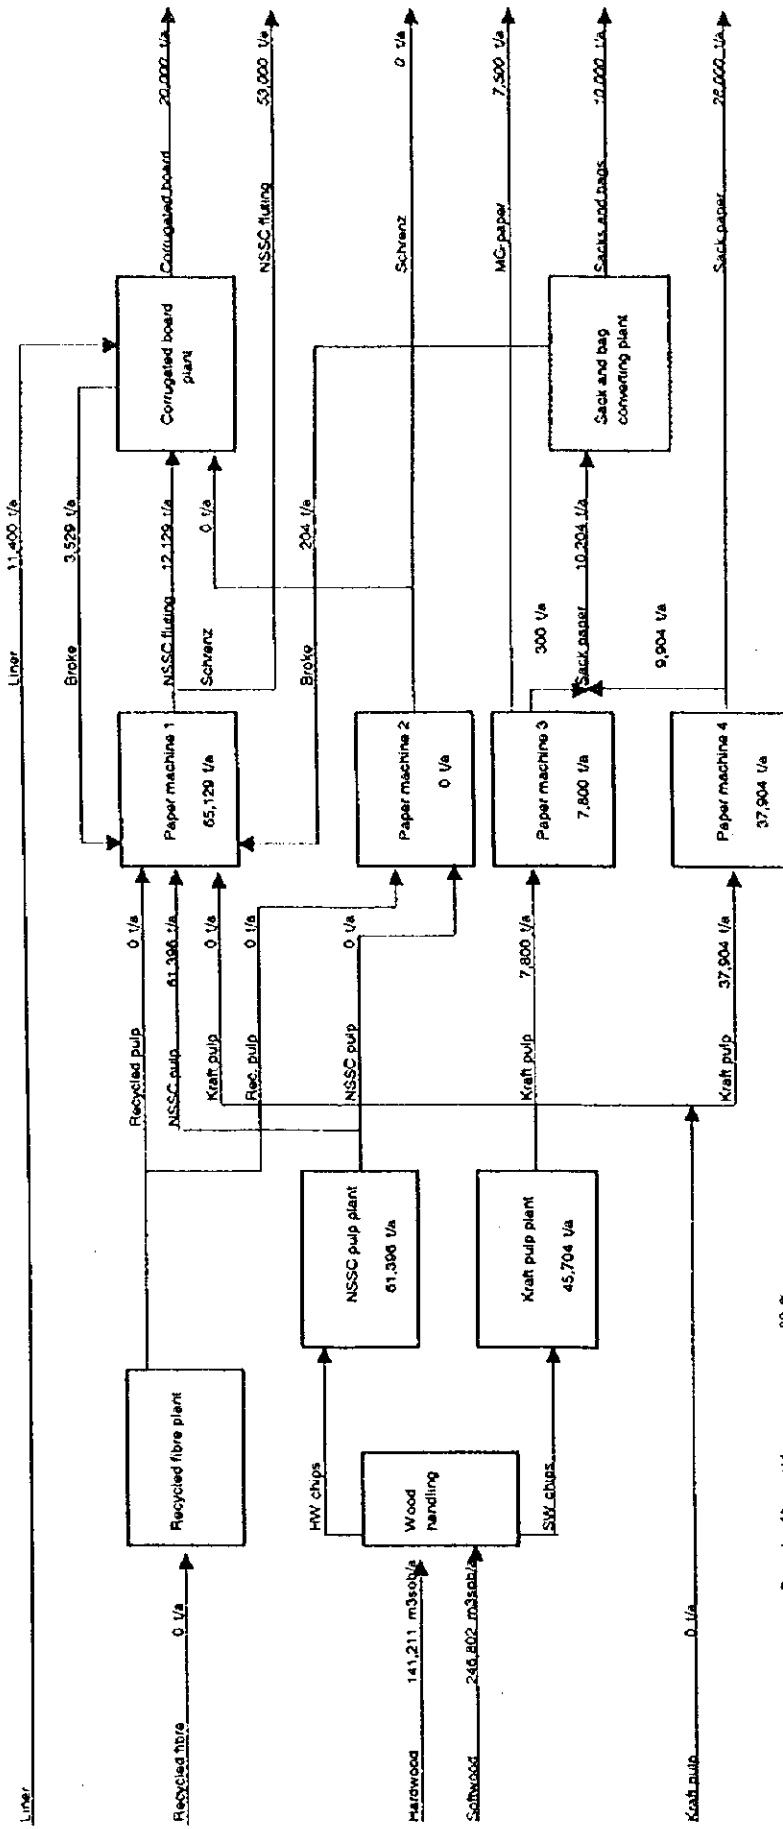 Liner
11,400 t/a
Liner
Broke
3,529 t/a
Recycled fibre
0 t/a
Recycled fibre plant
Recycled pulp
0 t/a
NSSC pulp
61,396 t/a
Kraft pulp
0 t/a
Rec. pulp
0 t/a
Paper machine 1
65,129 t/a
NSSC fluting
12,129 t/a
Schrenz
0 t/a
Corrugated board
plant
Corrugated board
20,000 t/a
NSSC fluting
53,000 t/a
Broke
204 t/a
Hardwood
141,211 m3sob/a
Softwood
246,802 m3sob/a
Wood
handling
HW chips
SW chips
NSSC pulp plant
61,396 t/a
NSSC pulp
0 t/a
Paper machine 2
0 t/a
Schrenz
0 t/a
Kraft pulp plant
45,704 t/a
Kraft pulp
7,800 t/a
Paper machine 3
7,800 t/a
MG-paper
7,500 t/a
300 t/a
Sack paper
10,204 t/a
9,904 t/a
Sack and bag
converting plant
Sacks and bags
10,000 t/a
Kraft pulp
0 t/a
Kraft pulp
37,904 t/a
Paper machine 4
37,904 t/a
Sack paper
28,000 t/a